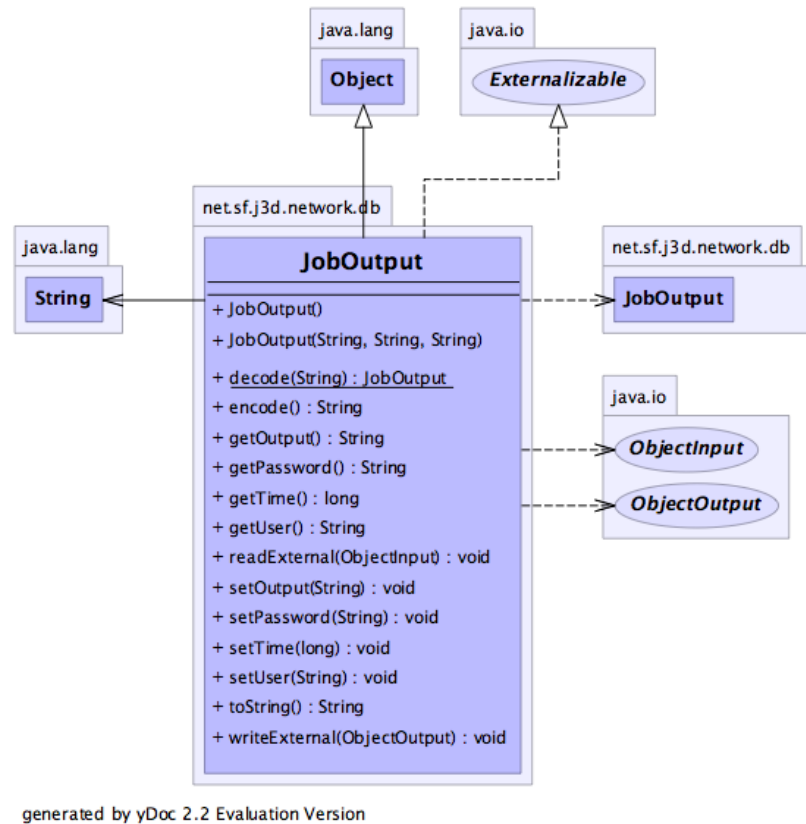 java.lang
Object
java.io
Externalizable
net.sf.j3d.network.db
JobOutput
java.lang
String
net.sf.j3d.network.db
JobOutput
+ JobOutput()
+ JobOutput(String, String, String)
+ decode(String) : JobOutput
+ encode() : String
+ getOutput() : String
+ getPassword() : String
+ getTime() : long
+ getUser() : String
+ readExternal(ObjectInput) : void
+ setOutput(String) : void
+ setPassword(String) : void
+ setTime(long) : void
+ setUser(String) : void
+ toString() : String
+ writeExternal(ObjectOutput) : void
java.io
ObjectInput
ObjectOutput
generated by yDoc 2.2 Evaluation Version